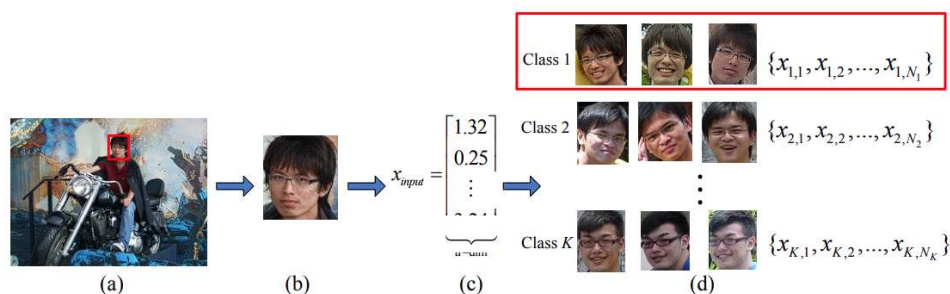 Class 1
{x_{1,1}, x_{1,2}, ..., x_{1,N_1}}
Class 2
{x_{2,1}, x_{2,2}, ..., x_{2,N_2}}
x_{input} =
1.32
0.25
⋮
⋮
Class K
{x_{K,1}, x_{K,2}, ..., x_{K,N_K}}
(a)
(b)
(c)
(d)